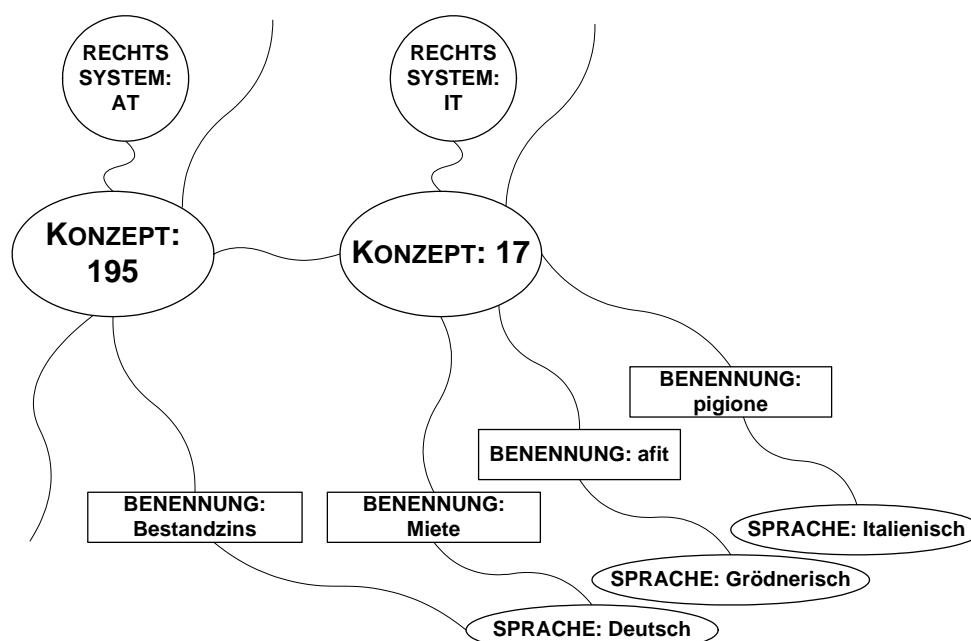 RECHTS
SYSTEM:
AT
RECHTS
SYSTEM:
IT
KONZEPT:
195
KONZEPT: 17
BENENNUNG:
pigione
BENENNUNG: afit
BENENNUNG:
Bestandzins
BENENNUNG:
Miete
SPRACHE: Italienisch
SPRACHE: Grödnerisch
SPRACHE: Deutsch